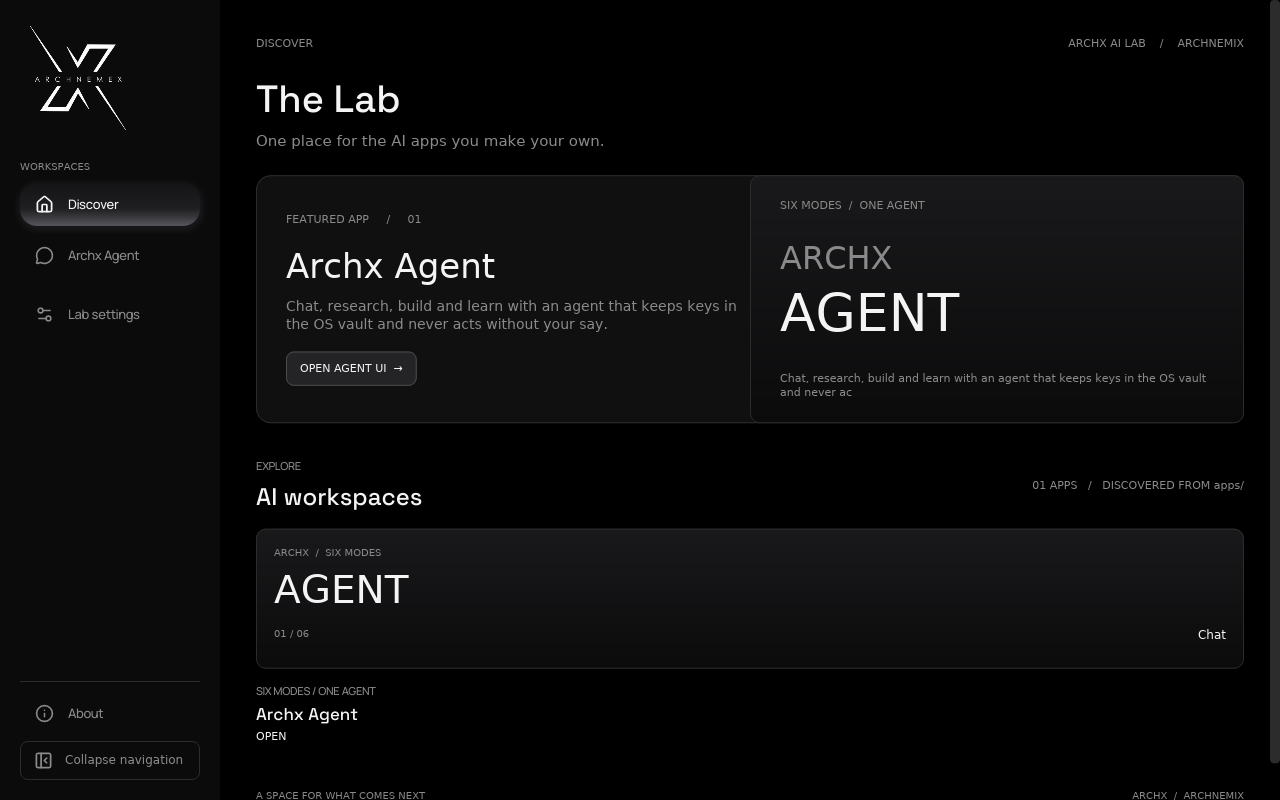 ARCHNEMEX
WORKSPACES
Discover
Archx Agent
Lab settings
About
Collapse navigation
DISCOVER
ARCHX AI LAB / ARCHNEMIX
The Lab
One place for the AI apps you make your own.
FEATURED APP / 01
Archx Agent
Chat, research, build and learn with an agent that keeps keys in
the OS vault and never acts without your say.
OPEN AGENT UI →
SIX MODES / ONE AGENT
ARCHX
AGENT
Chat, research, build and learn with an agent that keeps keys in the OS vault
and never ac
EXPLORE
AI workspaces
01 APPS / DISCOVERED FROM apps/
ARCHX / SIX MODES
AGENT
01 / 06
Chat
SIX MODES / ONE AGENT
Archx Agent
OPEN
A SPACE FOR WHAT COMES NEXT
ARCHX / ARCHNEMIX